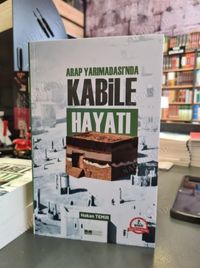 ARAP YARIMADASI'NDA
KABİLE
HAYATI
Hakan TEMİR